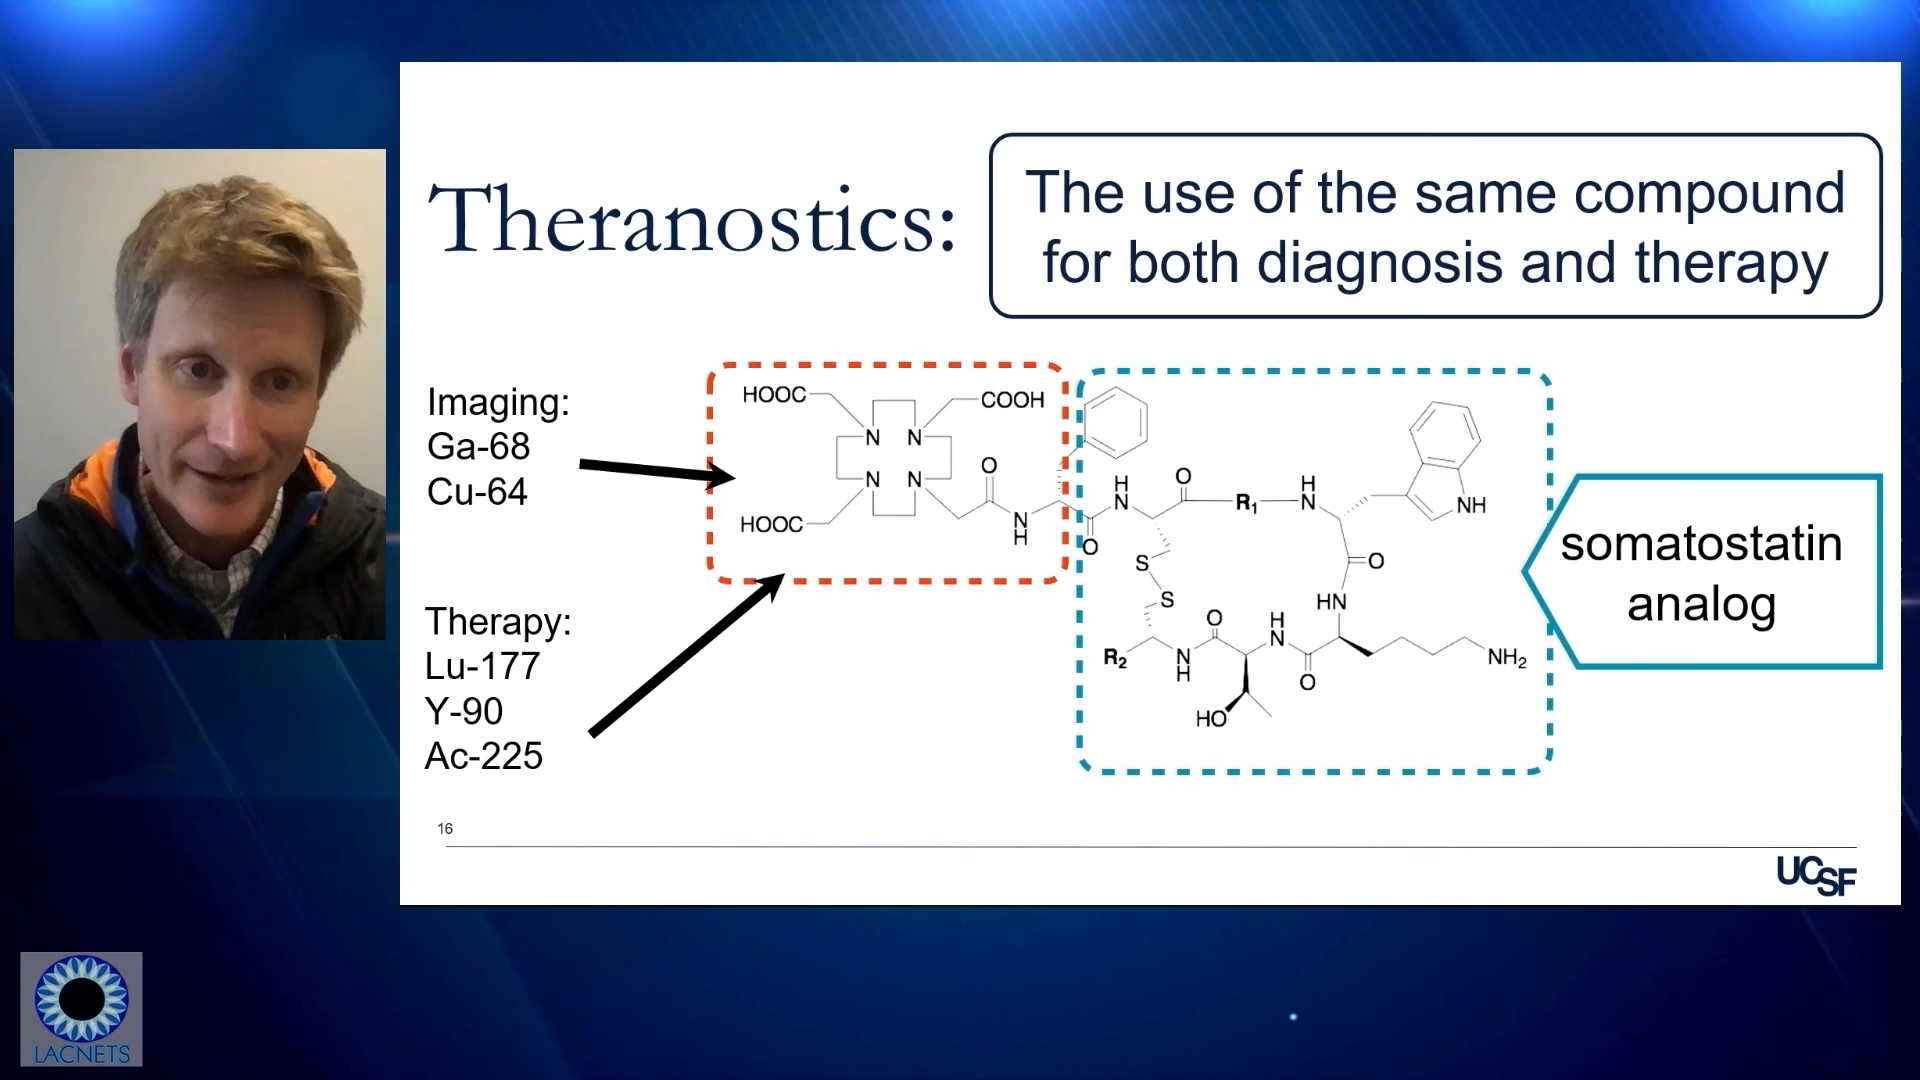 Theranostics:
The use of the same compound
for both diagnosis and therapy
Imaging:
Ga-68
Cu-64
Therapy:
Lu-177
Y-90
Ac-225
HOOC
COOH
N
N
N
N
HOOC
O
N
H
O
H
N
O
R1
H
N
NH
O
S
S
HN
R2
N
H
O
H
N
O
NH2
HO
somatostatin
analog
16
UCSF
LACNETS